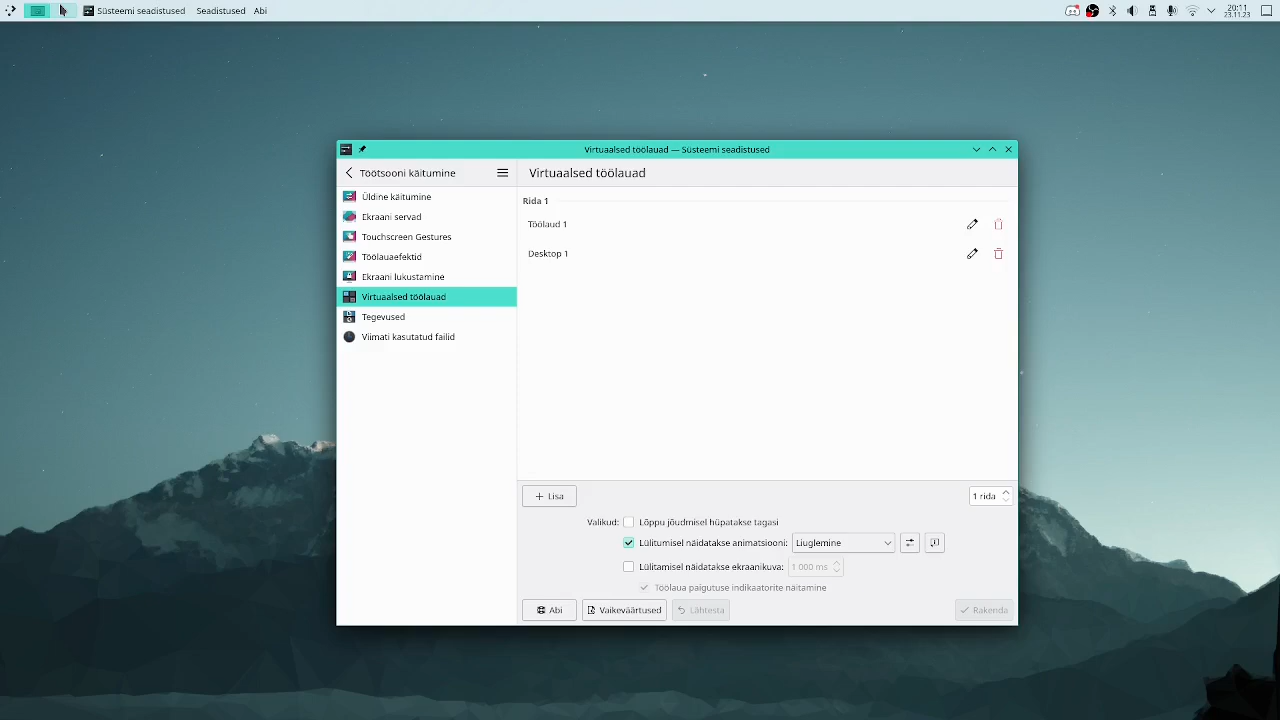 Süsteemi seadistused Seadistused Abi 20:11
23.11.23
Virtuaalsed töölauad — Süsteemi seadistused
Töötsooni käitumine
Virtuaalsed töölauad
Üldine käitumine
Ekraani servad
Touchscreen Gestures
Töölauaefektid
Ekraani lukustamine
Virtuaalsed töölauad
Tegevused
Viimati kasutatud failid
Rida 1
Töölaud 1
Desktop 1
Lisa 1 rida
Valikud: Lõppu jõudmisel hüpatakse tagasi
Lülitumisel näidatakse animatsiooni: Liuglemine
Lülitamisel näidatakse ekraanikuva: 1 000 ms
Töölaua paigutuse indikaatorite näitamine
Abi Vaikeväärtused Lähtesta Rakenda